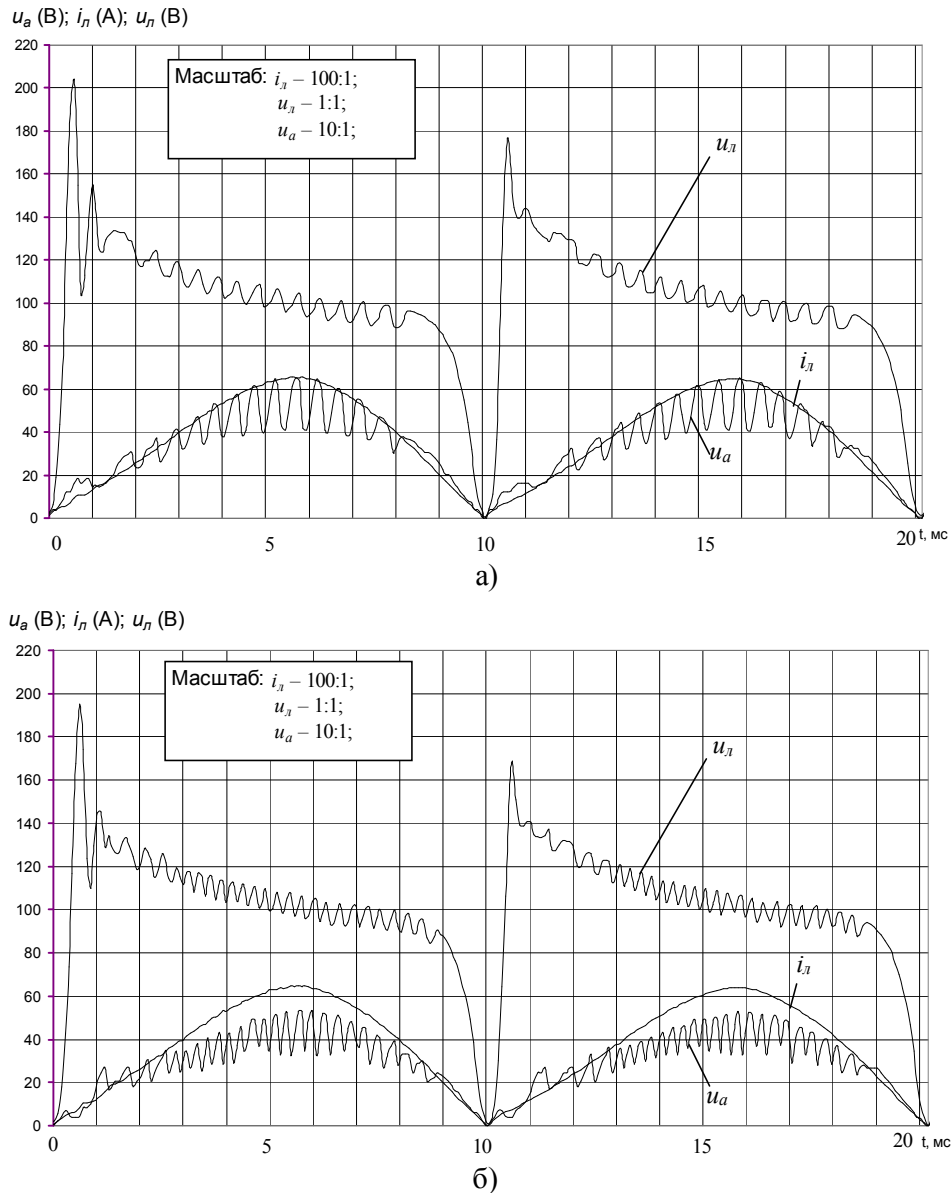 uа (В); iл (А); uл (В)
220
200
180
160
140
120
100
80
60
40
20
0
Масштаб: iл – 100:1;
uл – 1:1;
uа – 10:1;
uл
iл
uа
0
5
10
15
20 t, мс
а)
uа (В); iл (А); uл (В)
220
200
180
160
140
120
100
80
60
40
20
0
Масштаб: iл – 100:1;
uл – 1:1;
uа – 10:1;
uл
iл
uа
0
5
10
15
20 t, мс
б)